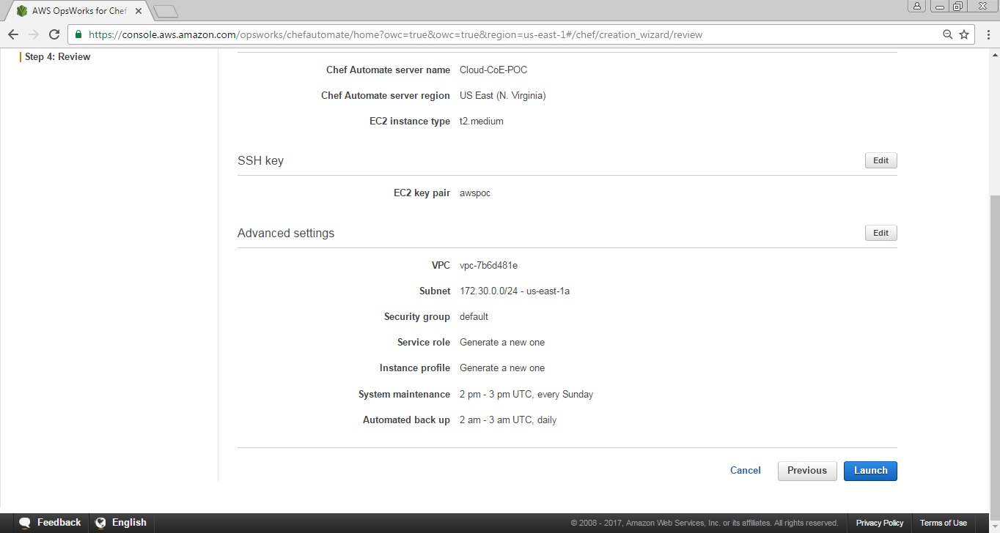 AWS OpsWorks for Chef
https://console.aws.amazon.com/opsworks/chefautomate/home?owc=true&owc=true&region=us-east-1#/chef/creation_wizard/review
Step 4: Review
Chef Automate server name Cloud-CoE-POC
Chef Automate server region US East (N. Virginia)
EC2 instance type t2.medium
SSH key Edit
EC2 key pair awspoc
Advanced settings Edit
VPC vpc-7b6d481e
Subnet 172.30.0.0/24 - us-east-1a
Security group default
Service role Generate a new one
Instance profile Generate a new one
System maintenance 2 pm - 3 pm UTC, every Sunday
Automated back up 2 am - 3 am UTC, daily
Cancel Previous Launch
Feedback English © 2008 - 2017, Amazon Web Services, Inc. or its affiliates. All rights reserved. Privacy Policy Terms of Use